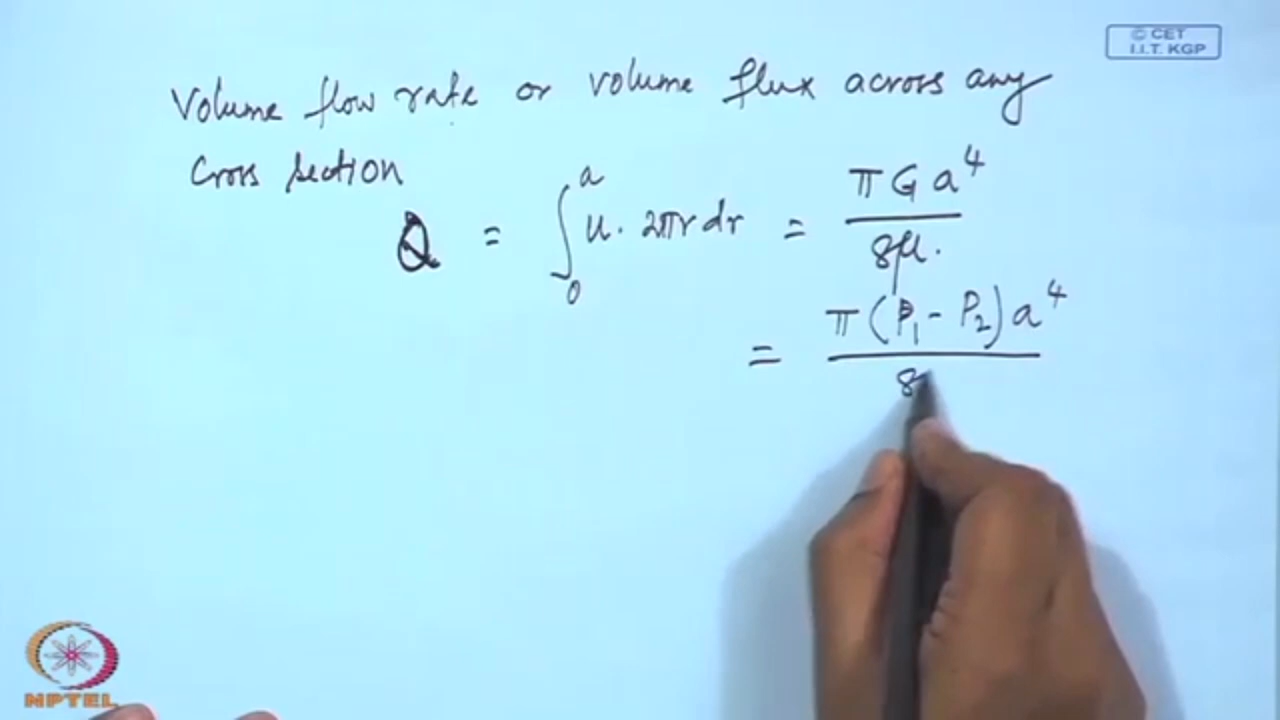 © CET
I.I.T. KGP
Volume flow rate or volume flux across any
Cross section
Q = ∫₀ᵃ u · 2πr dr = πGa⁴ / 8μ.
= π(P₁ - P₂)a⁴ / 8
NPTEL